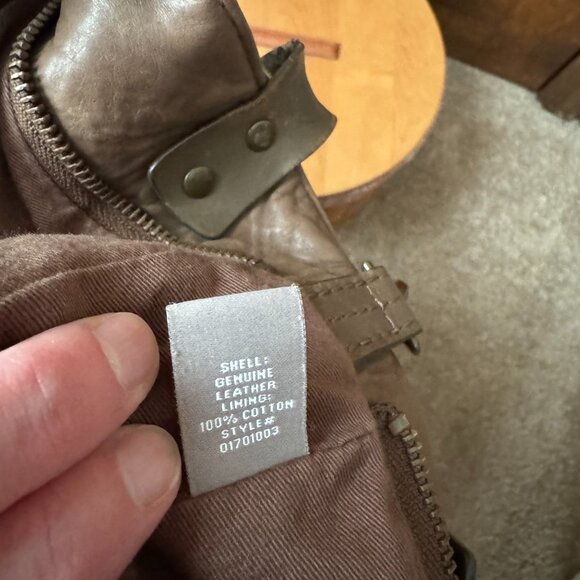 SHELL:
GENUINE
LEATHER
LINING:
100% COTTON
STYLE#
01701003